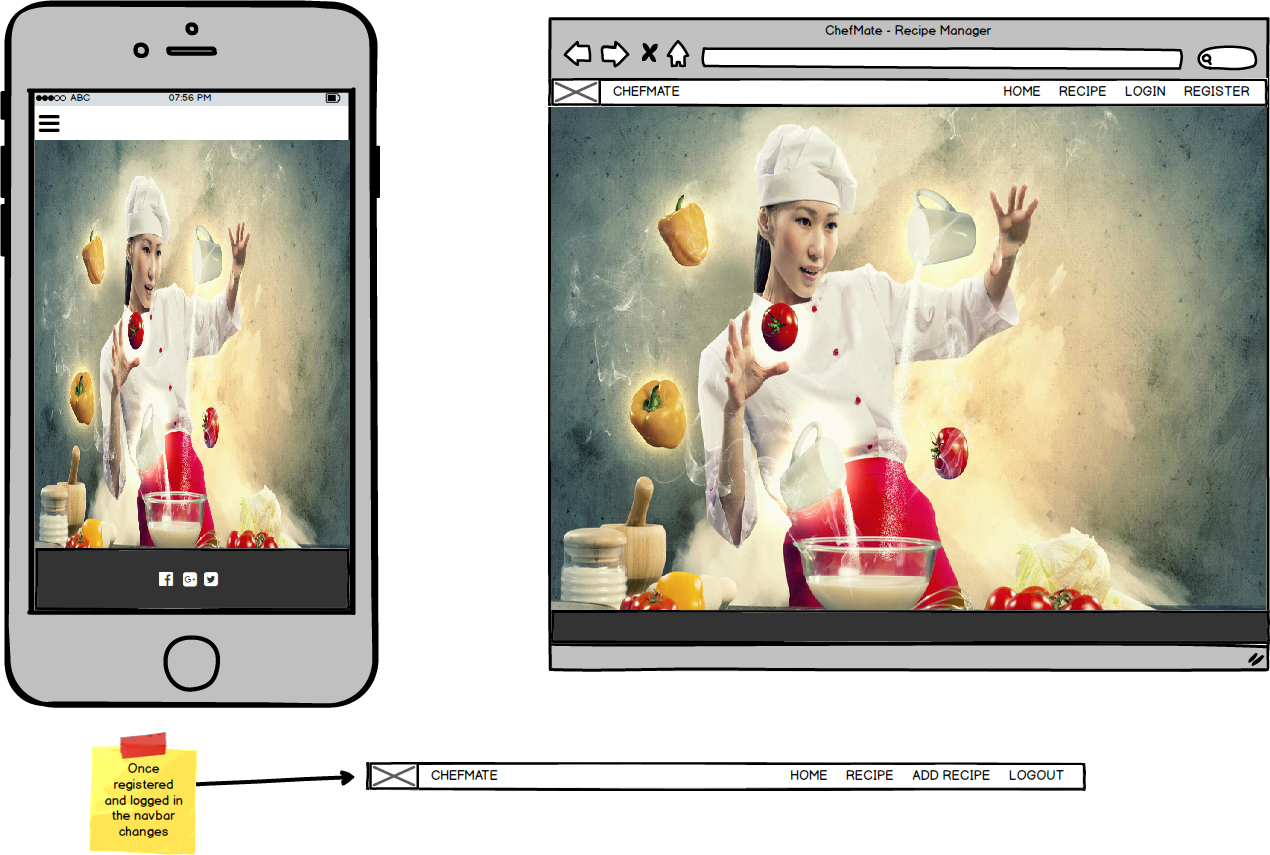 ABC 07:56 PM
ChefMate - Recipe Manager
CHEFMATE HOME RECIPE LOGIN REGISTER
Once
registered
and logged in
the navbar
changes
CHEFMATE HOME RECIPE ADD RECIPE LOGOUT